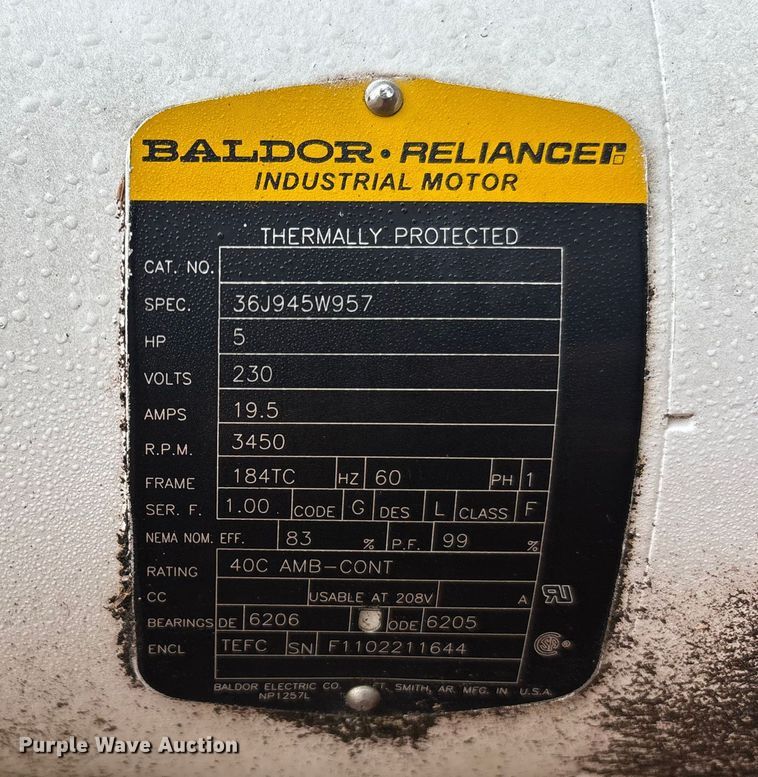 BALDOR • RELIANCE
INDUSTRIAL MOTOR
THERMALLY PROTECTED
CAT. NO.
SPEC. 36J945W957
HP 5
VOLTS 230
AMPS 19.5
R.P.M. 3450
FRAME 184TC HZ 60 PH 1
SER. F. 1.00 CODE G DES L CLASS F
NEMA NOM. EFF. 83 % P.F. 99 %
RATING 40C AMB-CONT
CC USABLE AT 208V A
BEARINGS DE 6206 ODE 6205
ENCL TEFC SN F1102211644
BALDOR ELECTRIC CO. FT. SMITH, AR. MFG. IN U.S.A.
NP1257L
Purple Wave Auction